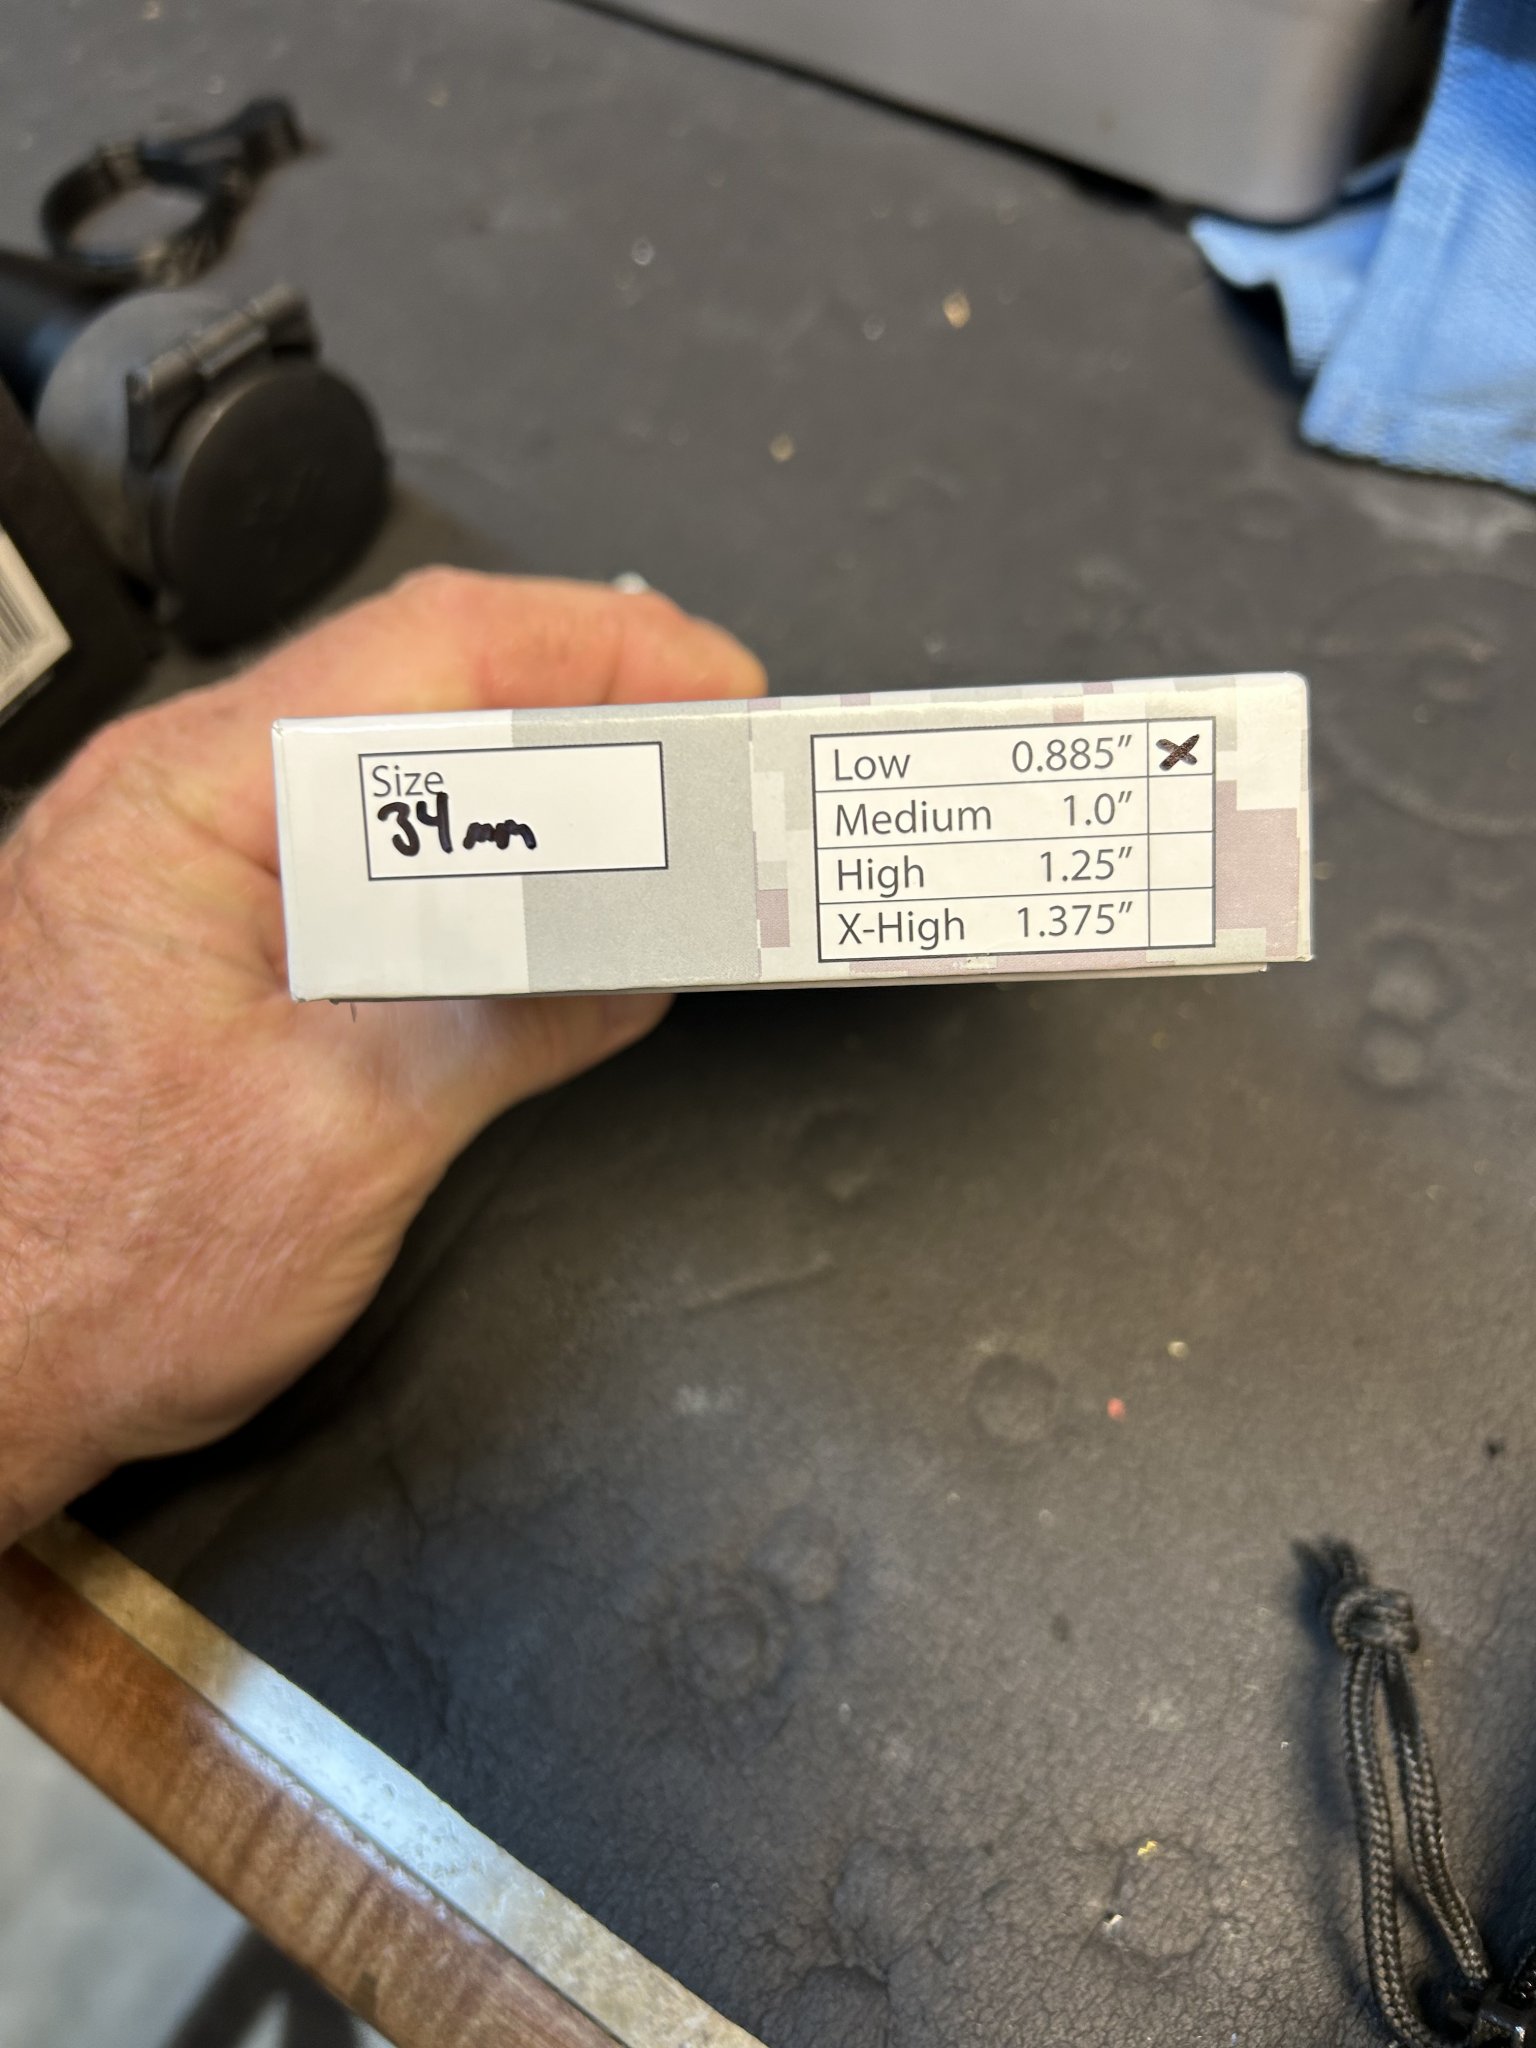 Size
34mm
Low 0.885"
Medium 1.0"
High 1.25"
X-High 1.375"